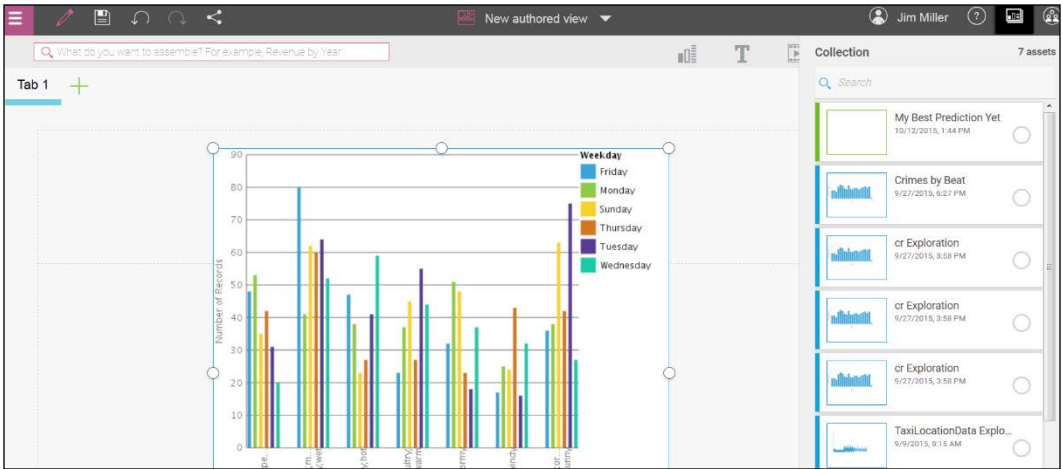 New authored view
Jim Miller
?
What do you want to assemble? For example, Revenue by Year
T
Collection
7 assets
Tab 1
Search
My Best Prediction Yet
10/12/2015, 1:44 PM
Crimes by Beat
9/27/2015, 6:27 PM
cr Exploration
9/27/2015, 3:58 PM
cr Exploration
9/27/2015, 3:58 PM
cr Exploration
9/27/2015, 3:58 PM
TaxiLocationData Explo...
9/9/2015, 8:15 AM
Weekday
Friday
Monday
Sunday
Thursday
Tuesday
Wednesday
Number of Records
90
80
70
60
50
40
30
20
10
0